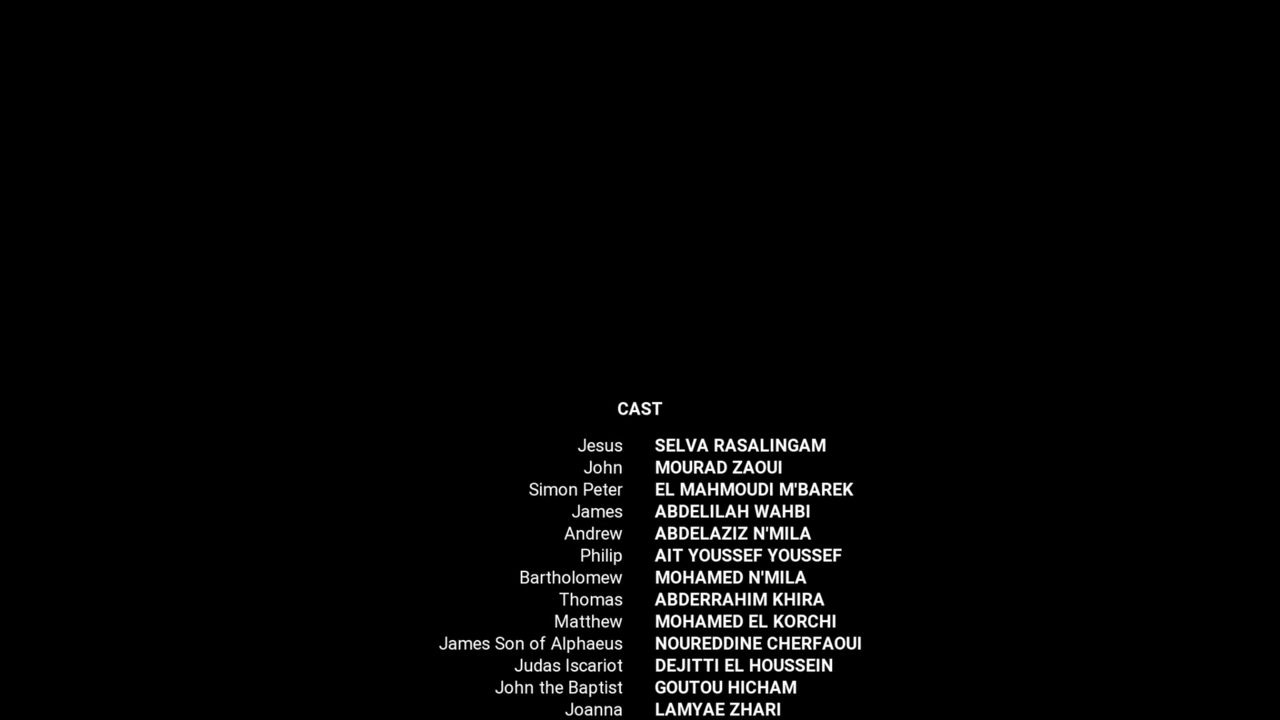 CAST
Jesus SELVA RASALINGAM
John MOURAD ZAOUI
Simon Peter EL MAHMOUDI M'BAREK
James ABDELILAH WAHBI
Andrew ABDELAZIZ N'MILA
Philip AIT YOUSSEF YOUSSEF
Bartholomew MOHAMED N'MILA
Thomas ABDERRAHIM KHIRA
Matthew MOHAMED EL KORCHI
James Son of Alphaeus NOUREDDINE CHERFAOUI
Judas Iscariot DEJITTI EL HOUSSEIN
John the Baptist GOUTOU HICHAM
Joanna LAMYAE ZHARI